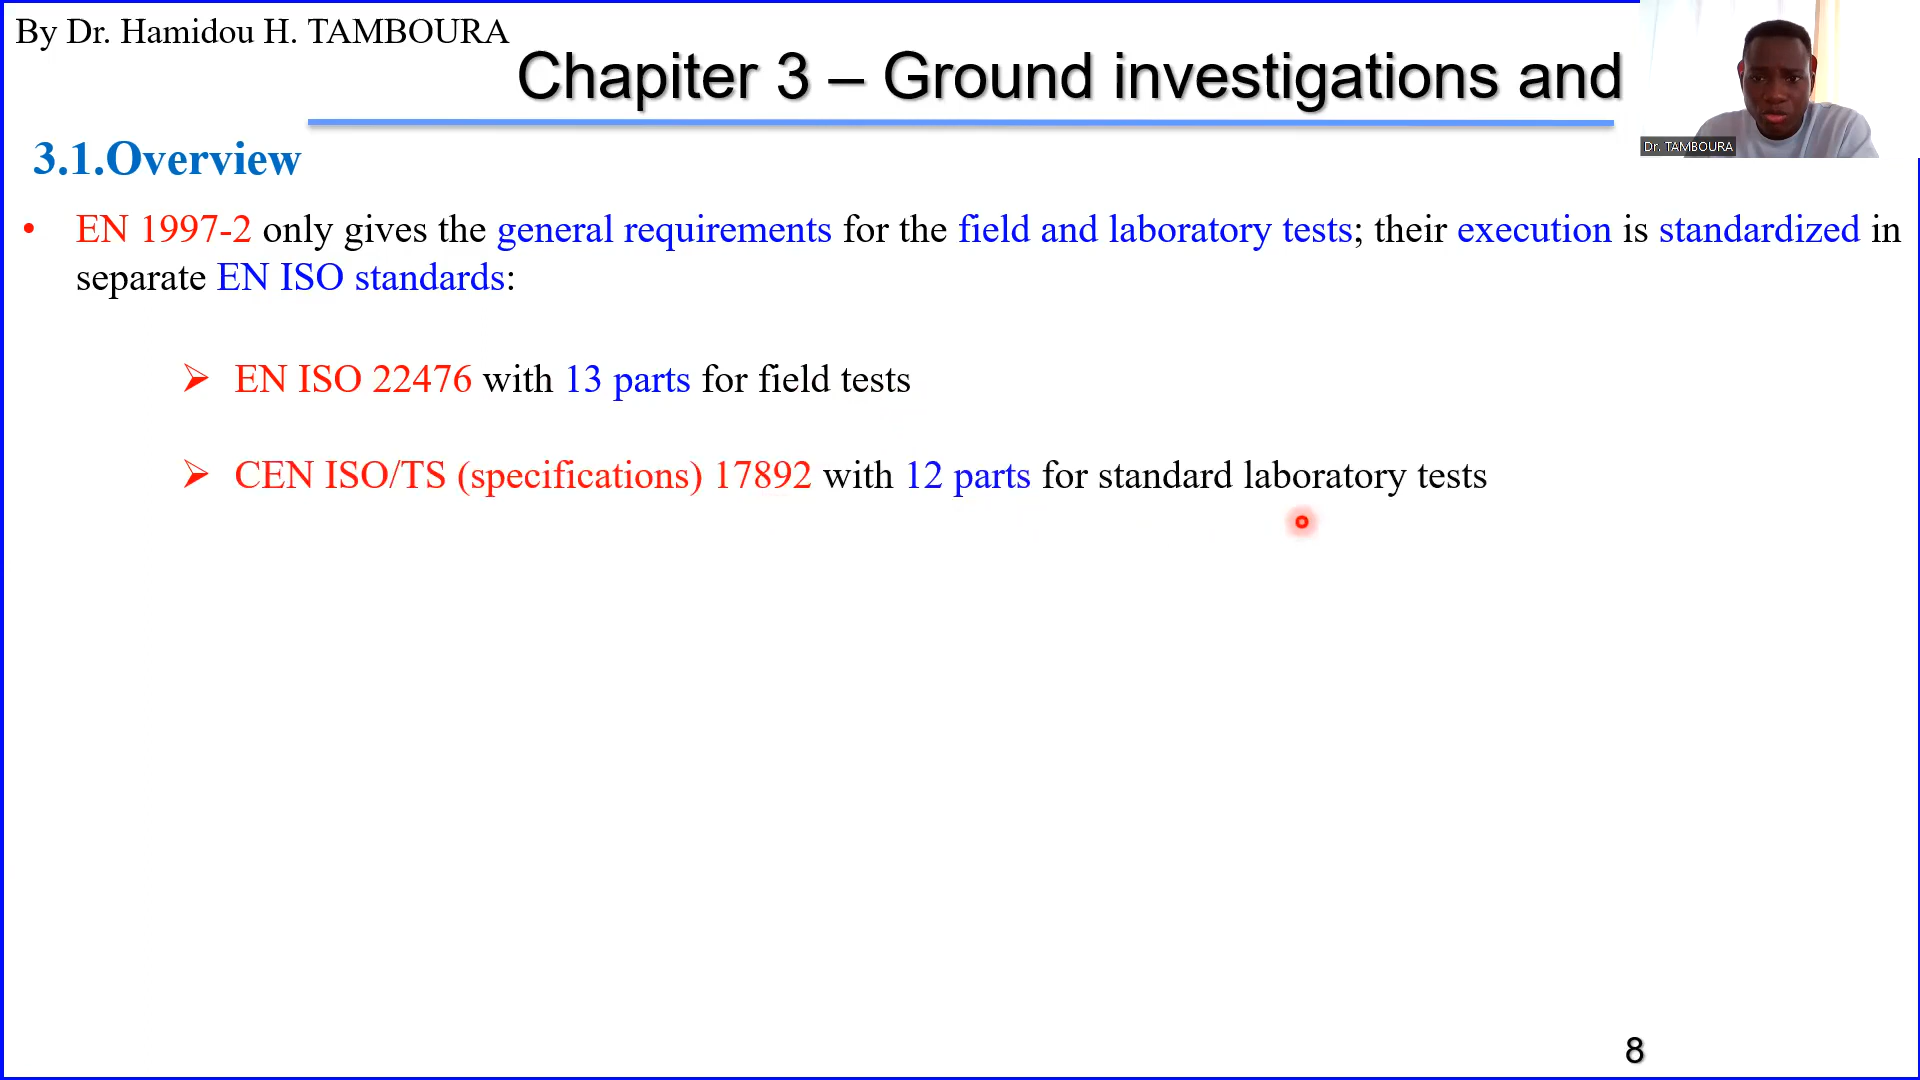 By Dr. Hamidou H. TAMBOURA
Chapiter 3 – Ground investigations and
Dr. TAMBOURA
3.1.Overview
• EN 1997-2 only gives the general requirements for the field and laboratory tests; their execution is standardized in
separate EN ISO standards:
➢ EN ISO 22476 with 13 parts for field tests
➢ CEN ISO/TS (specifications) 17892 with 12 parts for standard laboratory tests
8